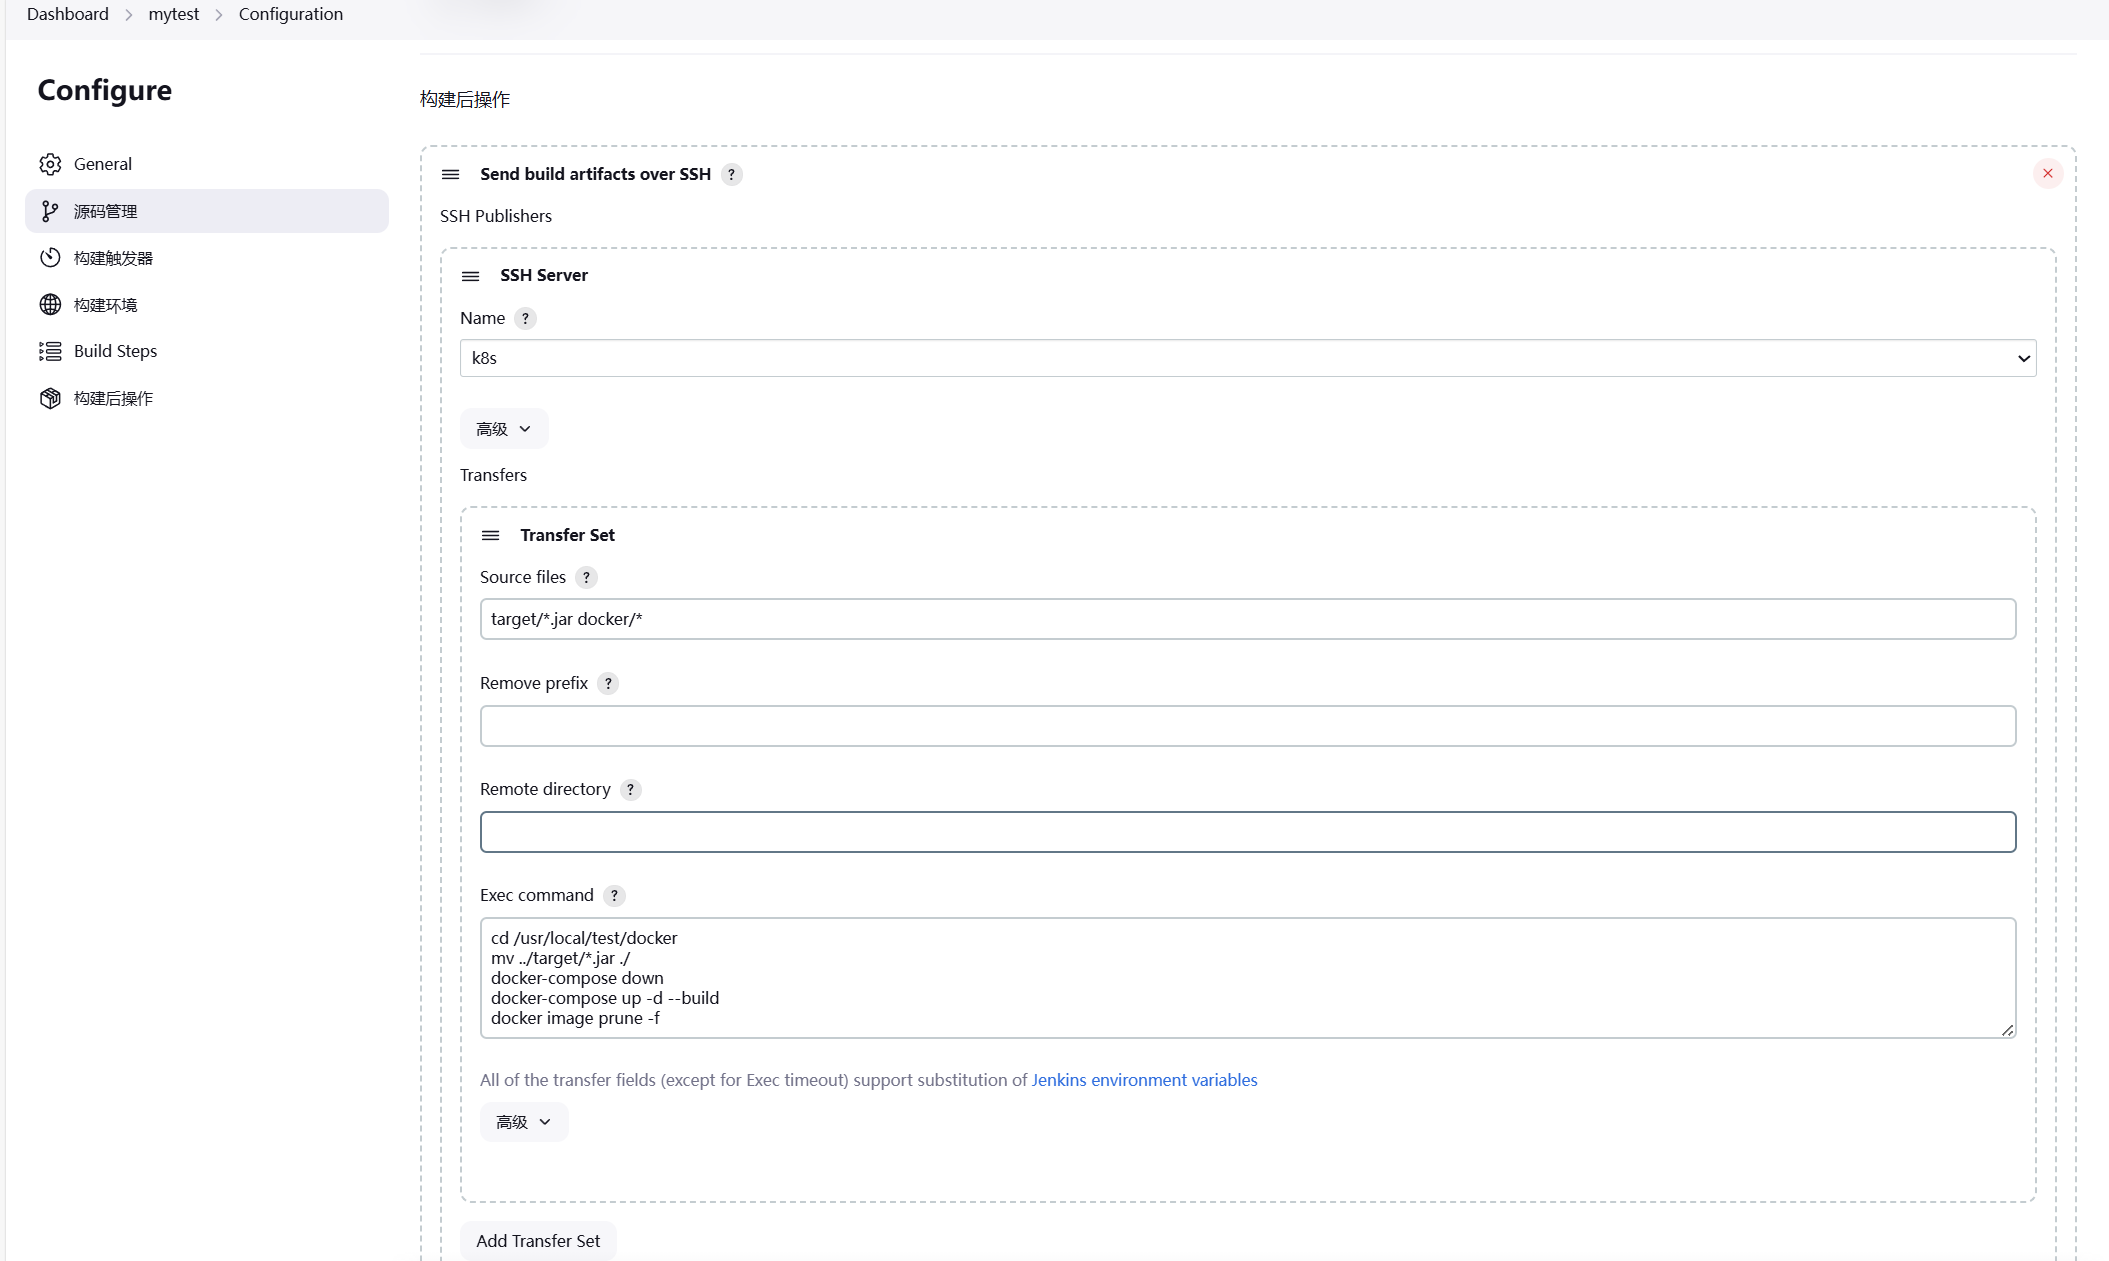 Dashboard > mytest > Configuration
Configure
General
源码管理
构建触发器
构建环境
Build Steps
构建后操作
构建后操作
Send build artifacts over SSH ?
SSH Publishers
SSH Server
Name ?
k8s
高级
Transfers
Transfer Set
Source files ?
target/*.jar docker/*
Remove prefix ?
Remote directory ?
Exec command ?
cd /usr/local/test/docker
mv ../target/*.jar ./
docker-compose down
docker-compose up -d --build
docker image prune -f
All of the transfer fields (except for Exec timeout) support substitution of Jenkins environment variables
高级
Add Transfer Set